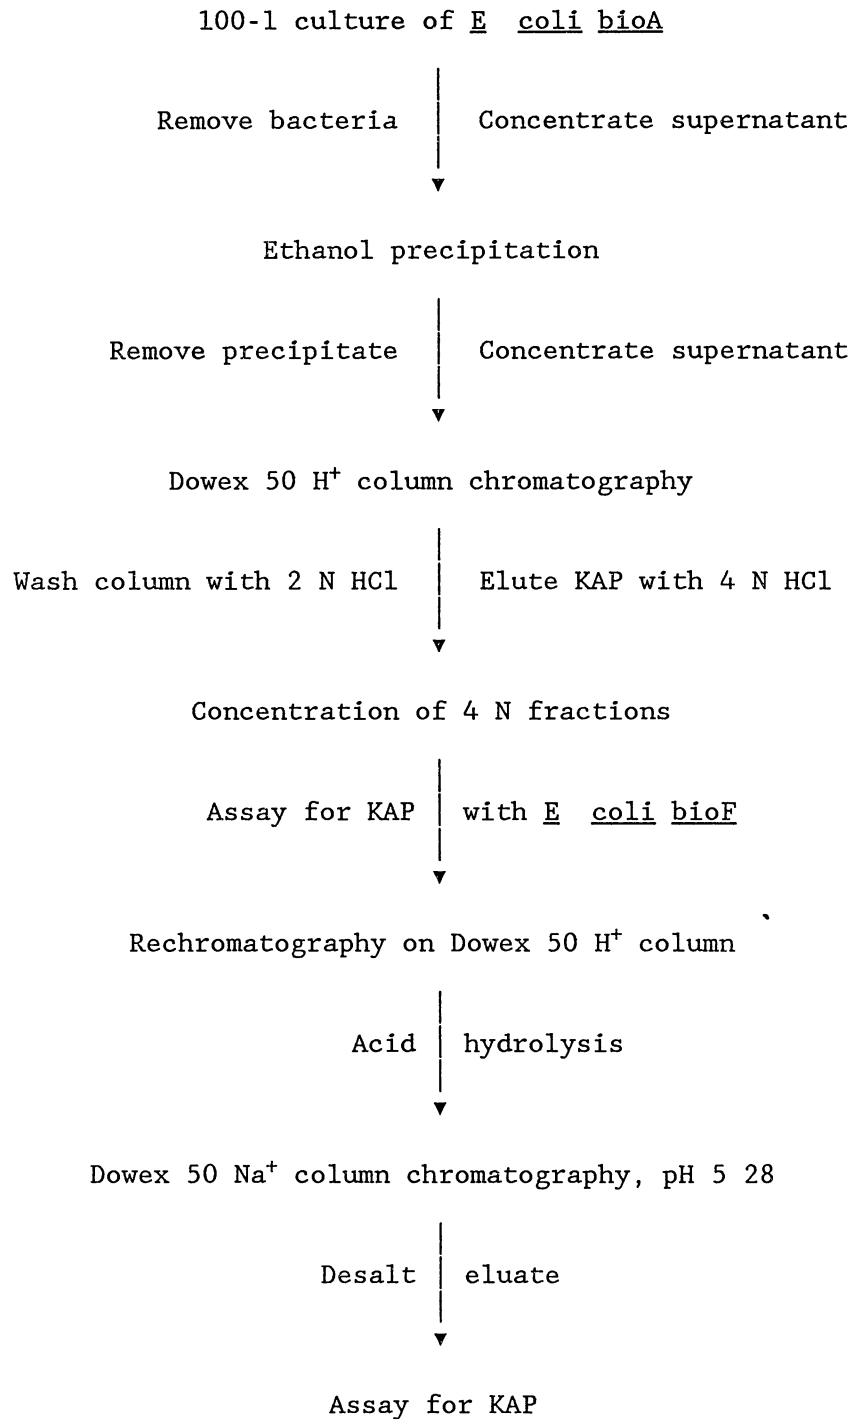 100-l culture of E coli bioA
Remove bacteria Concentrate supernatant
Ethanol precipitation
Remove precipitate Concentrate supernatant
Dowex 50 H⁺ column chromatography
Wash column with 2 N HCl Elute KAP with 4 N HCl
Concentration of 4 N fractions
Assay for KAP with E coli bioF
Rechromatography on Dowex 50 H⁺ column
Acid hydrolysis
Dowex 50 Na⁺ column chromatography, pH 5 28
Desalt eluate
Assay for KAP